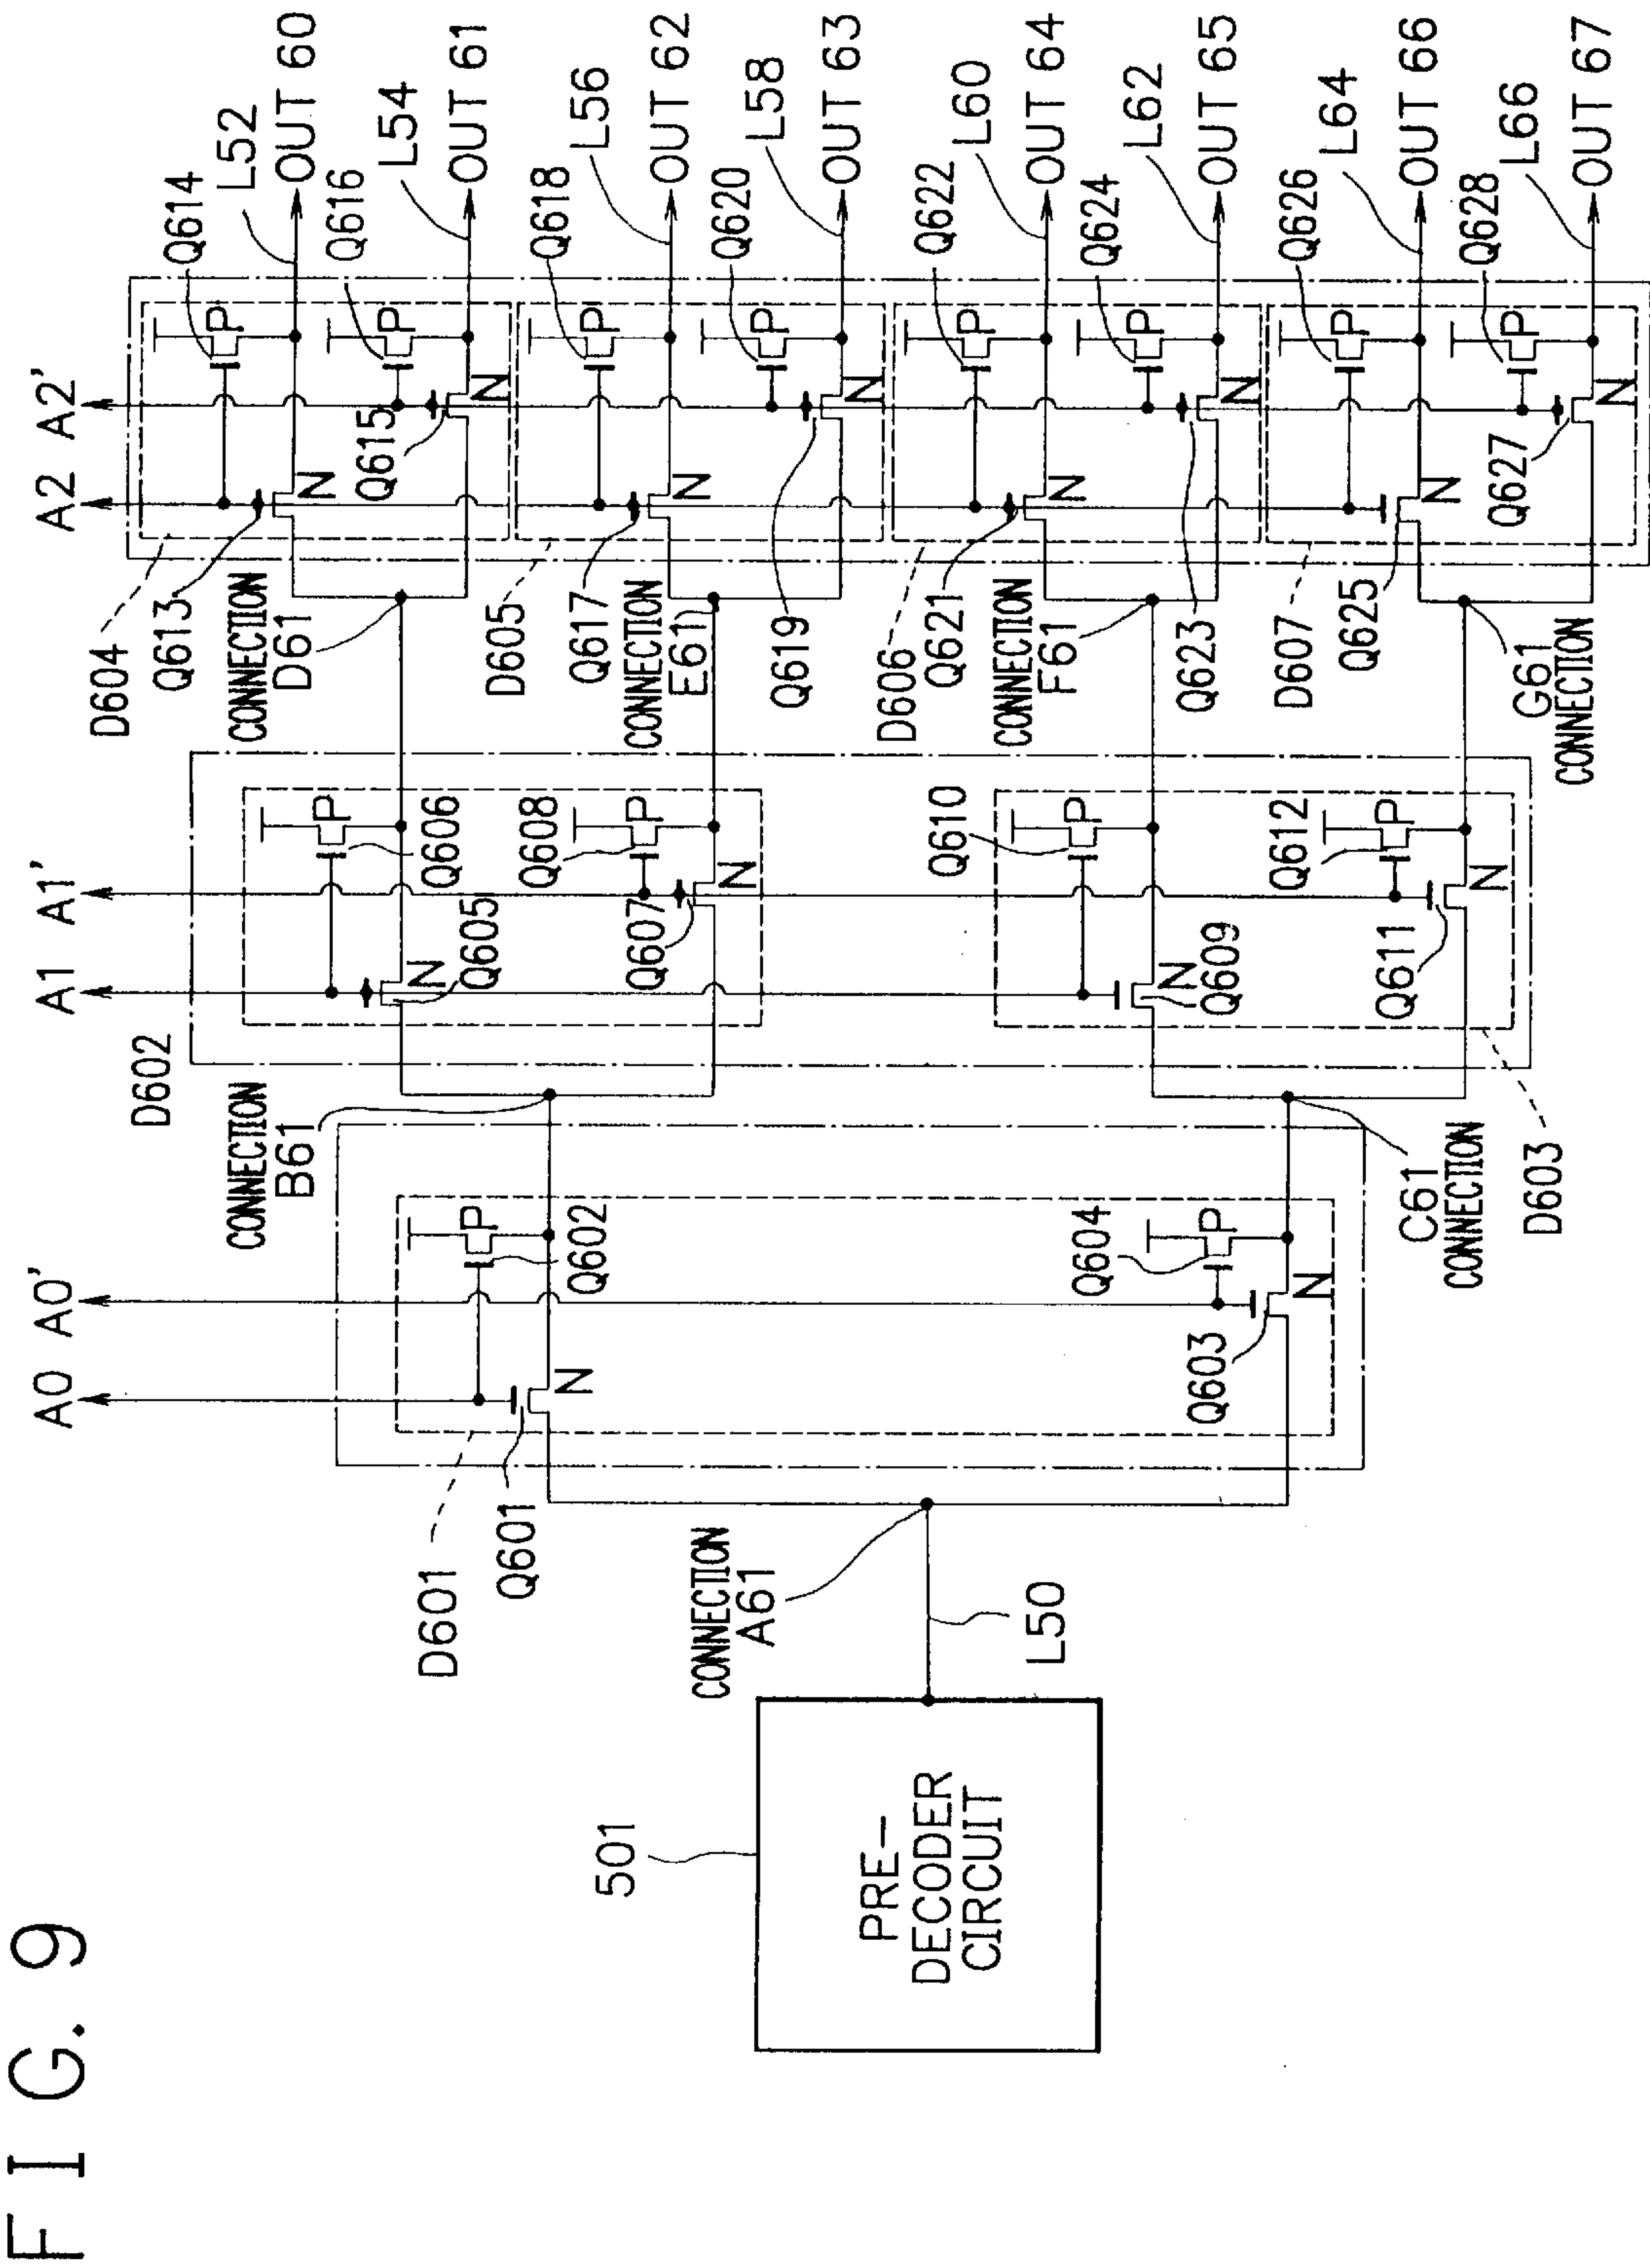 FIG. 9
501
PRE-
DECODER
CIRCUIT
L50
CONNECTION
A61
D601
Q601
A0
A0'
N
P
Q602
Q603
N
Q604
P
CONNECTION
B61
C61
CONNECTION
D602
D603
A1
A1'
N
Q605
P
Q606
Q607
N
Q608
P
N
Q609
Q610
P
Q611
N
Q612
P
CONNECTION
D61
CONNECTION
E61
CONNECTION
F61
G61
CONNECTION
D604
D605
D606
D607
A2
A2'
Q613
N
Q614
P
Q615
N
Q616
P
Q617
N
Q618
P
Q619
N
Q620
P
Q621
N
Q622
P
Q623
N
Q624
P
Q625
N
Q626
P
Q627
N
Q628
P
L52
OUT 60
L54
OUT 61
L56
OUT 62
L58
OUT 63
L60
OUT 64
L62
OUT 65
L64
OUT 66
L66
OUT 67